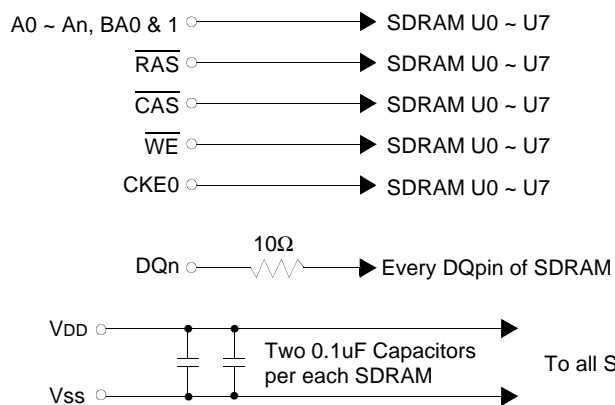 A0 ~ An, BA0 & 1 SDRAM U0 ~ U7
RAS SDRAM U0 ~ U7
CAS SDRAM U0 ~ U7
WE SDRAM U0 ~ U7
CKE0 SDRAM U0 ~ U7
10Ω
DQn Every DQpin of SDRAM
VDD
Two 0.1uF Capacitors
per each SDRAM
To all S
Vss